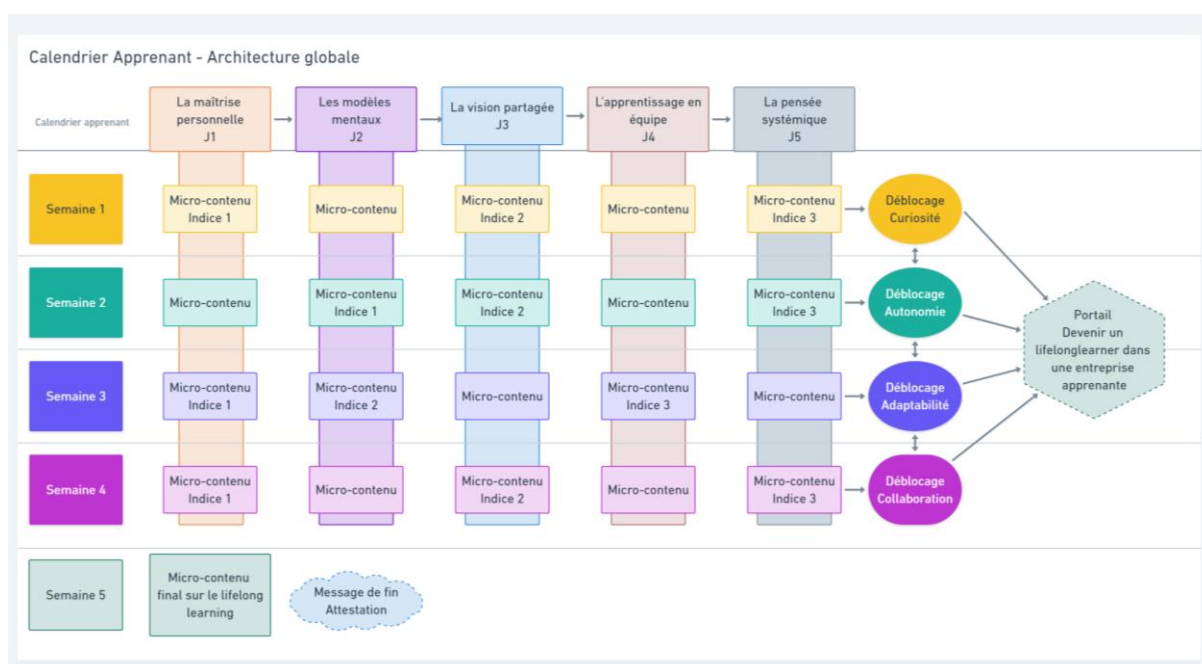 Calendrier Apprenant - Architecture globale
Calendrier apprenant
La maîtrise
personnelle
J1
Les modèles
mentaux
J2
La vision partagée
J3
L'apprentissage en
équipe
J4
La pensée
systémique
J5
Semaine 1
Micro-contenu
Indice 1
Micro-contenu
Micro-contenu
Indice 2
Micro-contenu
Micro-contenu
Indice 3
Déblocage
Curiosité
Semaine 2
Micro-contenu
Micro-contenu
Indice 1
Micro-contenu
Indice 2
Micro-contenu
Micro-contenu
Indice 3
Déblocage
Autonomie
Portail
Devenir un
lifelonglearner dans
une entreprise
apprenante
Semaine 3
Micro-contenu
Indice 1
Micro-contenu
Indice 2
Micro-contenu
Micro-contenu
Indice 3
Micro-contenu
Déblocage
Adaptabilité
Semaine 4
Micro-contenu
Indice 1
Micro-contenu
Micro-contenu
Indice 2
Micro-contenu
Micro-contenu
Indice 3
Déblocage
Collaboration
Semaine 5
Micro-contenu
final sur le lifelong
learning
Message de fin
Attestation